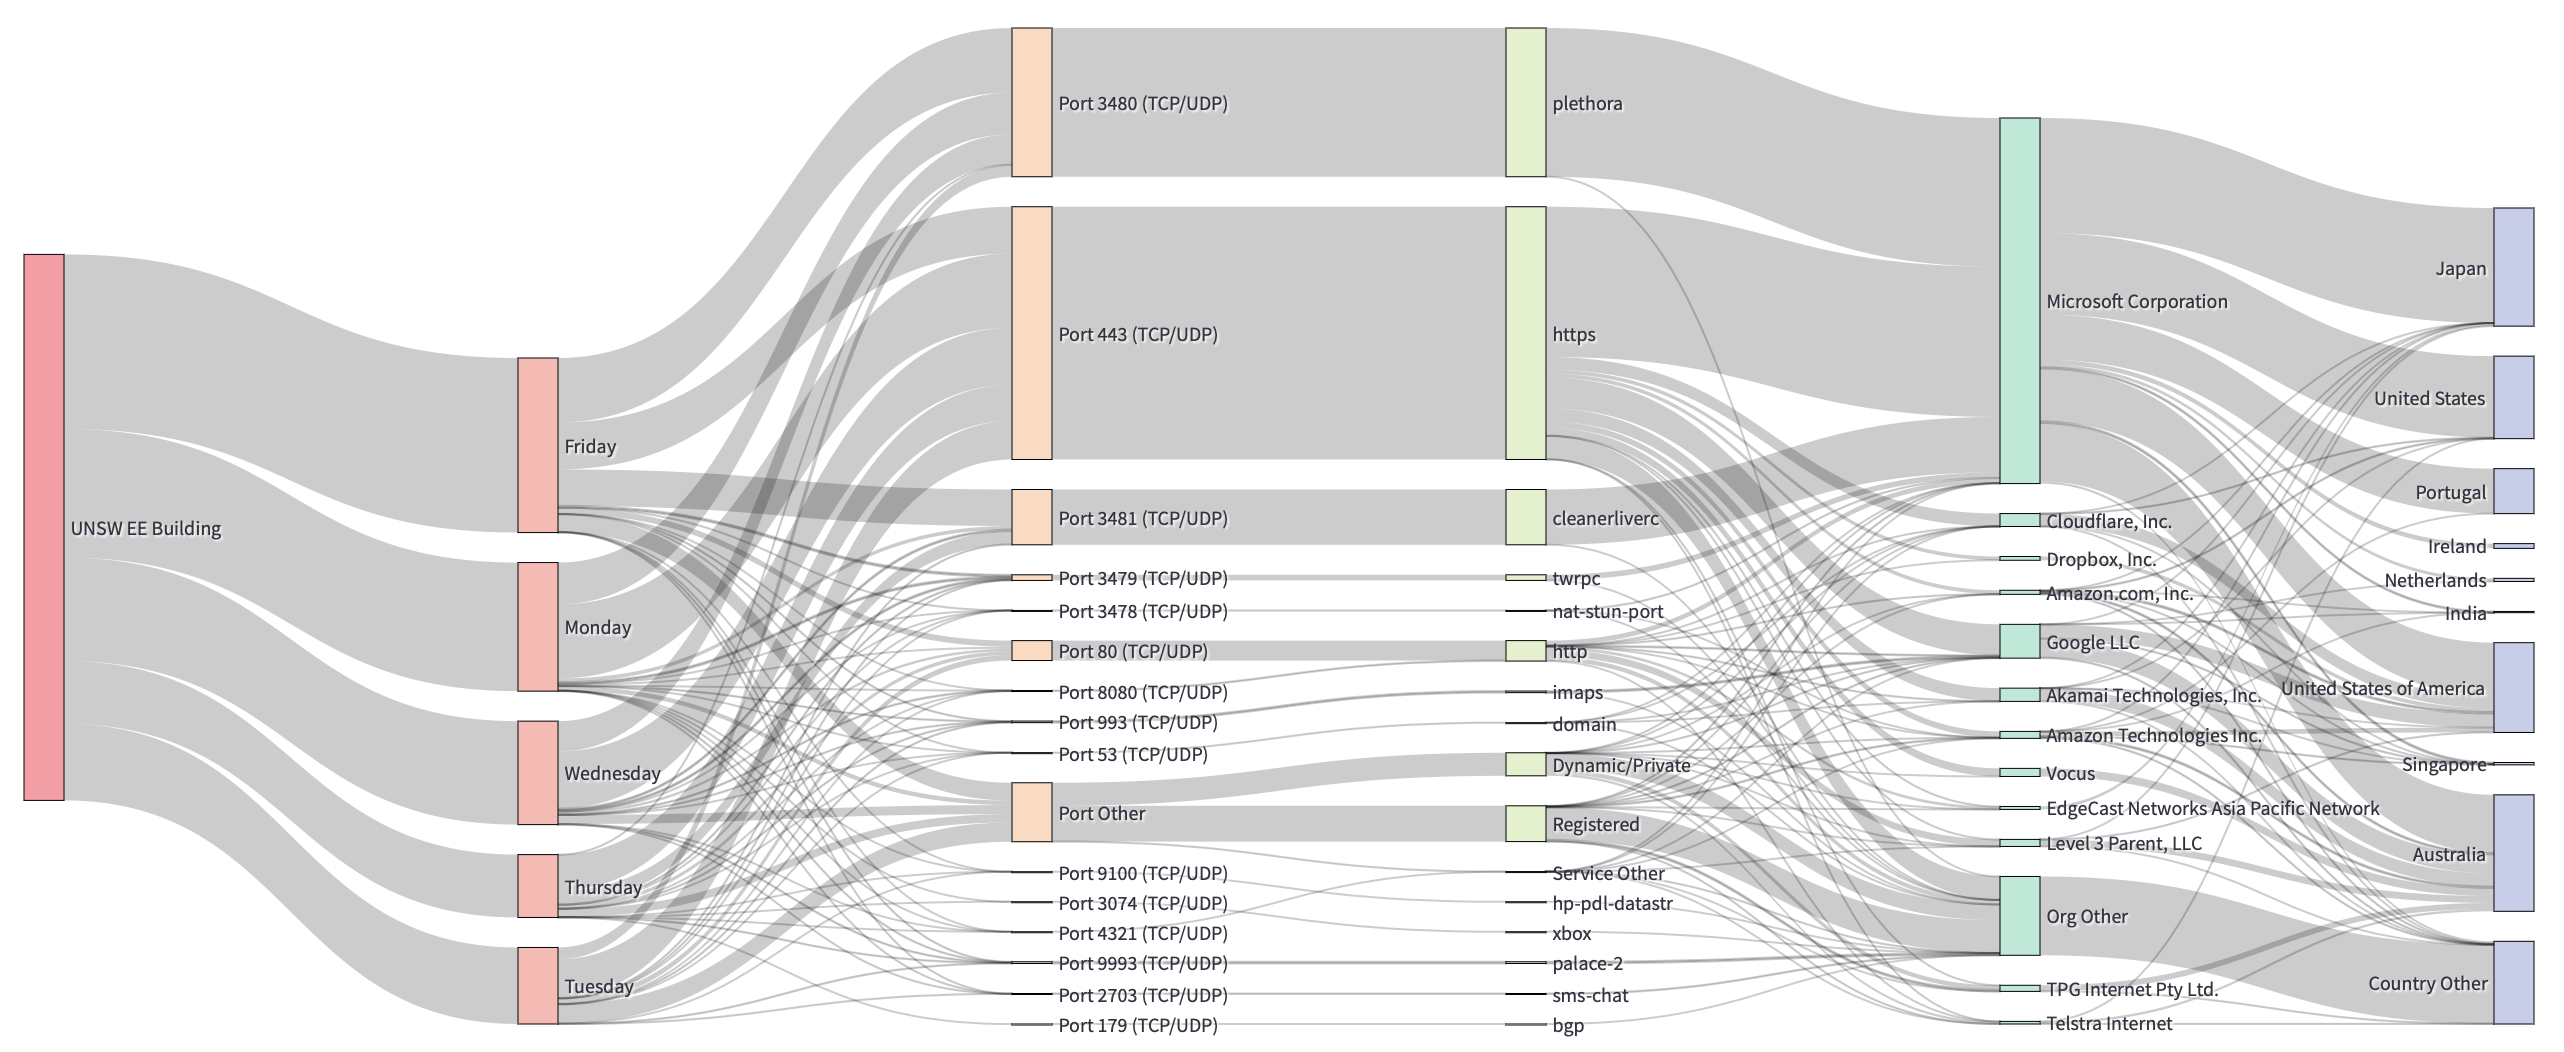 UNSW EE Building
Friday
Monday
Wednesday
Thursday
Tuesday
Port 3480 (TCP/UDP)
Port 443 (TCP/UDP)
Port 3481 (TCP/UDP)
Port 3479 (TCP/UDP)
Port 3478 (TCP/UDP)
Port 80 (TCP/UDP)
Port 8080 (TCP/UDP)
Port 993 (TCP/UDP)
Port 53 (TCP/UDP)
Port Other
Port 9100 (TCP/UDP)
Port 3074 (TCP/UDP)
Port 4321 (TCP/UDP)
Port 9993 (TCP/UDP)
Port 2703 (TCP/UDP)
Port 179 (TCP/UDP)
plethora
https
cleanerliverc
twrpc
nat-stun-port
http
imaps
domain
Dynamic/Private
Registered
Service Other
hp-pdl-datastr
xbox
palace-2
sms-chat
bgp
Microsoft Corporation
Cloudflare, Inc.
Dropbox, Inc.
Amazon.com, Inc.
Google LLC
Akamai Technologies, Inc.
Amazon Technologies Inc.
Vocus
EdgeCast Networks Asia Pacific Network
Level 3 Parent, LLC
Org Other
TPG Internet Pty Ltd.
Telstra Internet
Japan
United States
Portugal
Ireland
Netherlands
India
United States of America
Singapore
Australia
Country Other